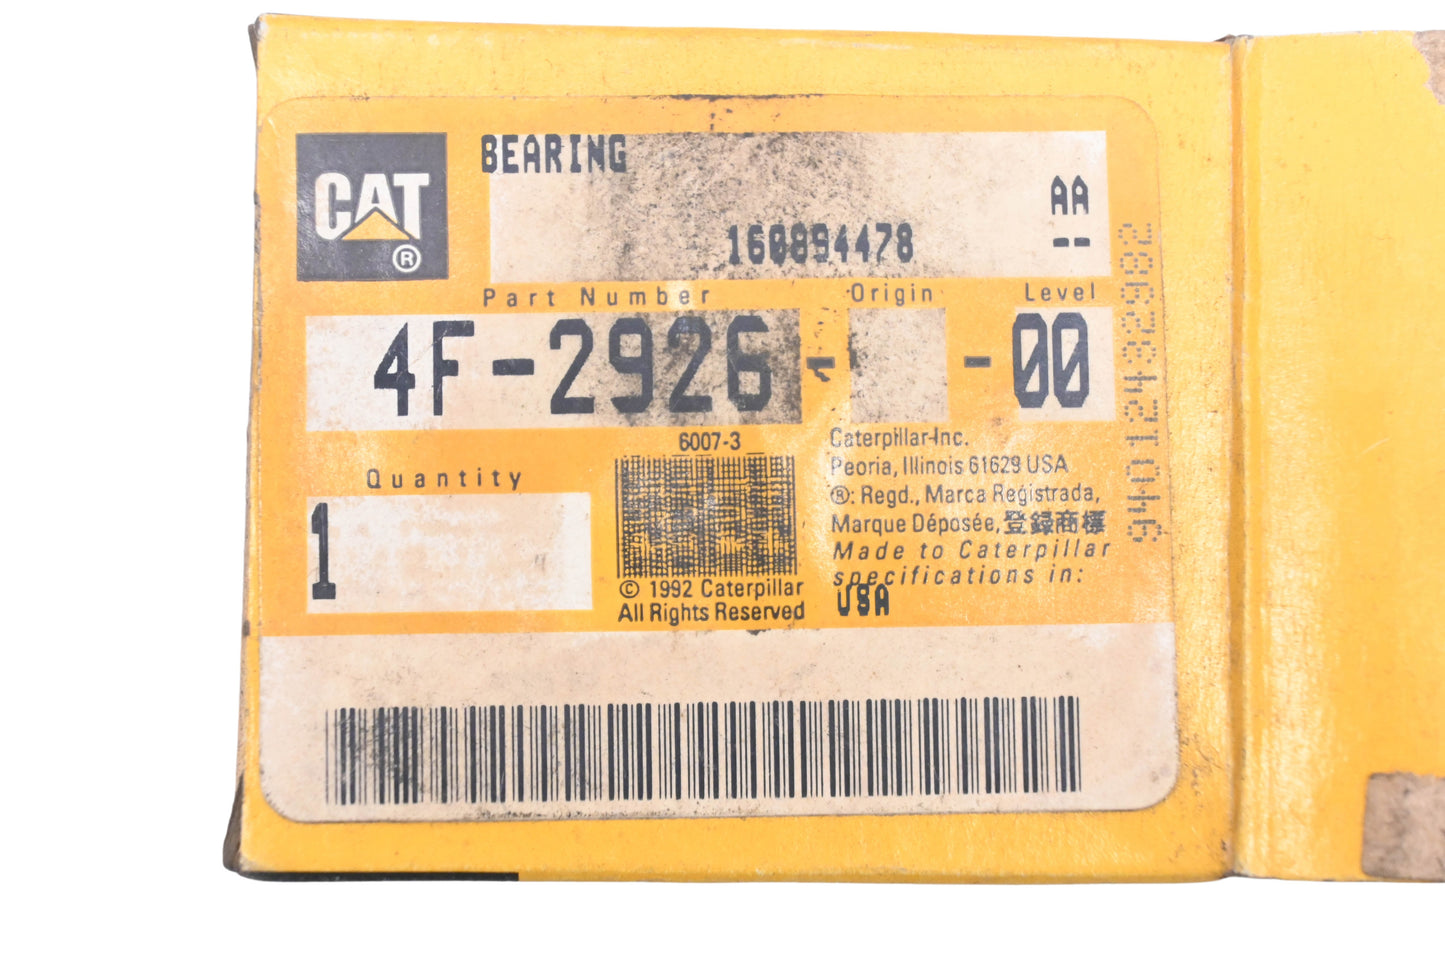 CAT
®
BEARING
AA
160894478
--
Part Number Origin Level
4F-2926 - -00
6007-3
Quantity
1
© 1992 Caterpillar
All Rights Reserved
Caterpillar Inc.
Peoria, Illinois 61629 USA
®: Regd., Marca Registrada,
Marque Déposée, 登録商標
Made to Caterpillar
specifications in:
USA
94012432982